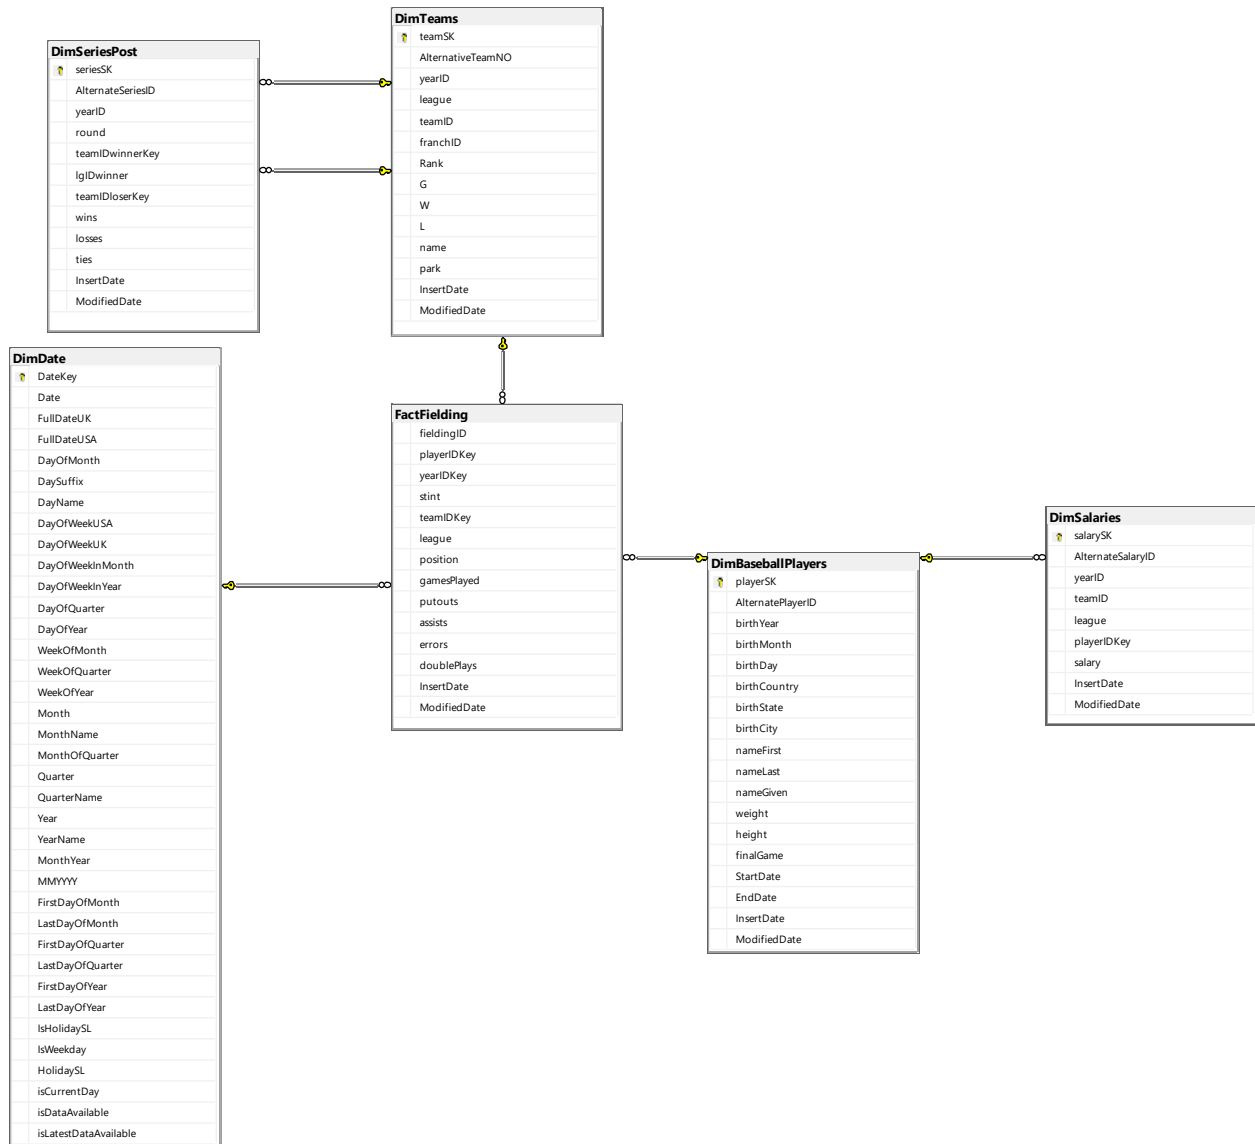 DimSeriesPost
seriesSK
AlternateSeriesID
yearID
round
teamIDwinnerKey
lgIDwinner
teamIDloserKey
wins
losses
ties
InsertDate
ModifiedDate
DimTeams
teamSK
AlternativeTeamNO
yearID
league
teamID
franchID
Rank
G
W
L
name
park
InsertDate
ModifiedDate
DimDate
DateKey
Date
FullDateUK
FullDateUSA
DayOfMonth
DaySuffix
DayName
DayOfWeekUSA
DayOfWeekUK
DayOfWeekInMonth
DayOfWeekInYear
DayOfQuarter
DayOfYear
WeekOfMonth
WeekOfQuarter
WeekOfYear
Month
MonthName
MonthOfQuarter
Quarter
QuarterName
Year
YearName
MonthYear
MMYYYY
FirstDayOfMonth
LastDayOfMonth
FirstDayOfQuarter
LastDayOfQuarter
FirstDayOfYear
LastDayOfYear
IsHolidaySL
IsWeekday
HolidaySL
isCurrentDay
isDataAvailable
isLatestDataAvailable
FactFielding
fieldingID
playerIDKey
yearIDKey
stint
teamIDKey
league
position
gamesPlayed
putouts
assists
errors
doublePlays
InsertDate
ModifiedDate
DimBaseballPlayers
playerSK
AlternatePlayerID
birthYear
birthMonth
birthDay
birthCountry
birthState
birthCity
nameFirst
nameLast
nameGiven
weight
height
finalGame
StartDate
EndDate
InsertDate
ModifiedDate
DimSalaries
salarySK
AlternateSalaryID
yearID
teamID
league
playerIDKey
salary
InsertDate
ModifiedDate